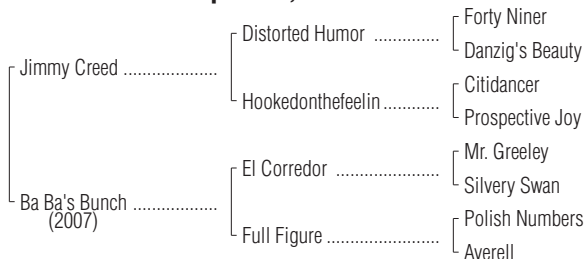 Forty Niner
Distorted Humor ..............
Danzig's Beauty
Jimmy Creed ....................
Citidancer
Hookedonthefeelin ............
Prospective Joy
Mr. Greeley
El Corredor ......................
Silvery Swan
Ba Ba's Bunch ..................
(2007)
Polish Numbers
Full Figure ........................
Averell